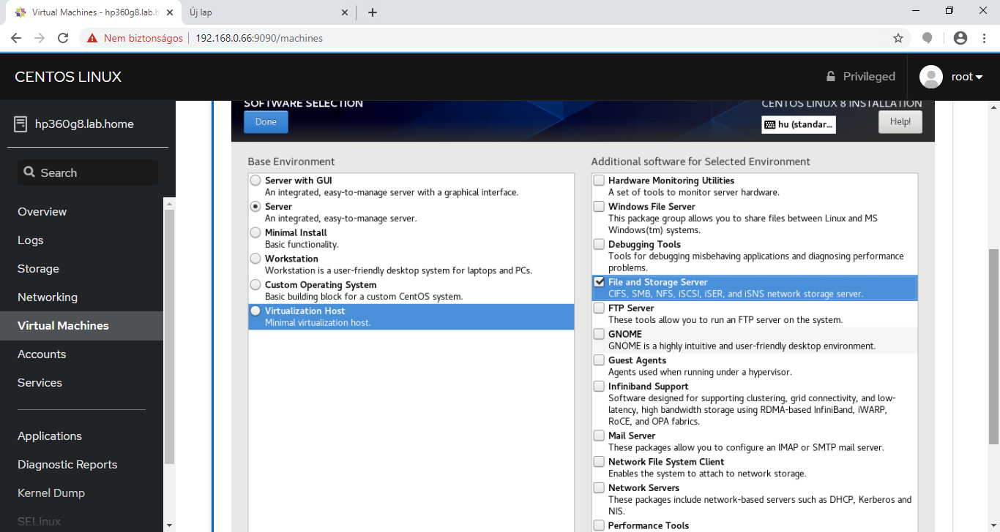 Virtual Machines - hp360g8.lab.h
Új lap
Nem biztonságos
192.168.0.66:9090/machines
CENTOS LINUX
Privileged
root
hp360g8.lab.home
Search
Overview
Logs
Storage
Networking
Virtual Machines
Accounts
Services
Applications
Diagnostic Reports
Kernel Dump
SELinux
SOFTWARE SELECTION
Done
CENTOS LINUX 8 INSTALLATION
hu (standar...
Help!
Base Environment
Server with GUI
An integrated, easy-to-manage server with a graphical interface.
Server
An integrated, easy-to-manage server.
Minimal Install
Basic functionality.
Workstation
Workstation is a user-friendly desktop system for laptops and PCs.
Custom Operating System
Basic building block for a custom CentOS system.
Virtualization Host
Minimal virtualization host.
Additional software for Selected Environment
Hardware Monitoring Utilities
A set of tools to monitor server hardware.
Windows File Server
This package group allows you to share files between Linux and MS
Windows(tm) systems.
Debugging Tools
Tools for debugging misbehaving applications and diagnosing performance
problems.
File and Storage Server
CIFS, SMB, NFS, iSCSI, iSER, and iSNS network storage server.
FTP Server
These tools allow you to run an FTP server on the system.
GNOME
GNOME is a highly intuitive and user-friendly desktop environment.
Guest Agents
Agents used when running under a hypervisor.
Infiniband Support
Software designed for supporting clustering, grid connectivity, and low-
latency, high bandwidth storage using RDMA-based InfiniBand, iWARP,
RoCE, and OPA fabrics.
Mail Server
These packages allow you to configure an IMAP or SMTP mail server.
Network File System Client
Enables the system to attach to network storage.
Network Servers
These packages include network-based servers such as DHCP, Kerberos and
NIS.
Performance Tools